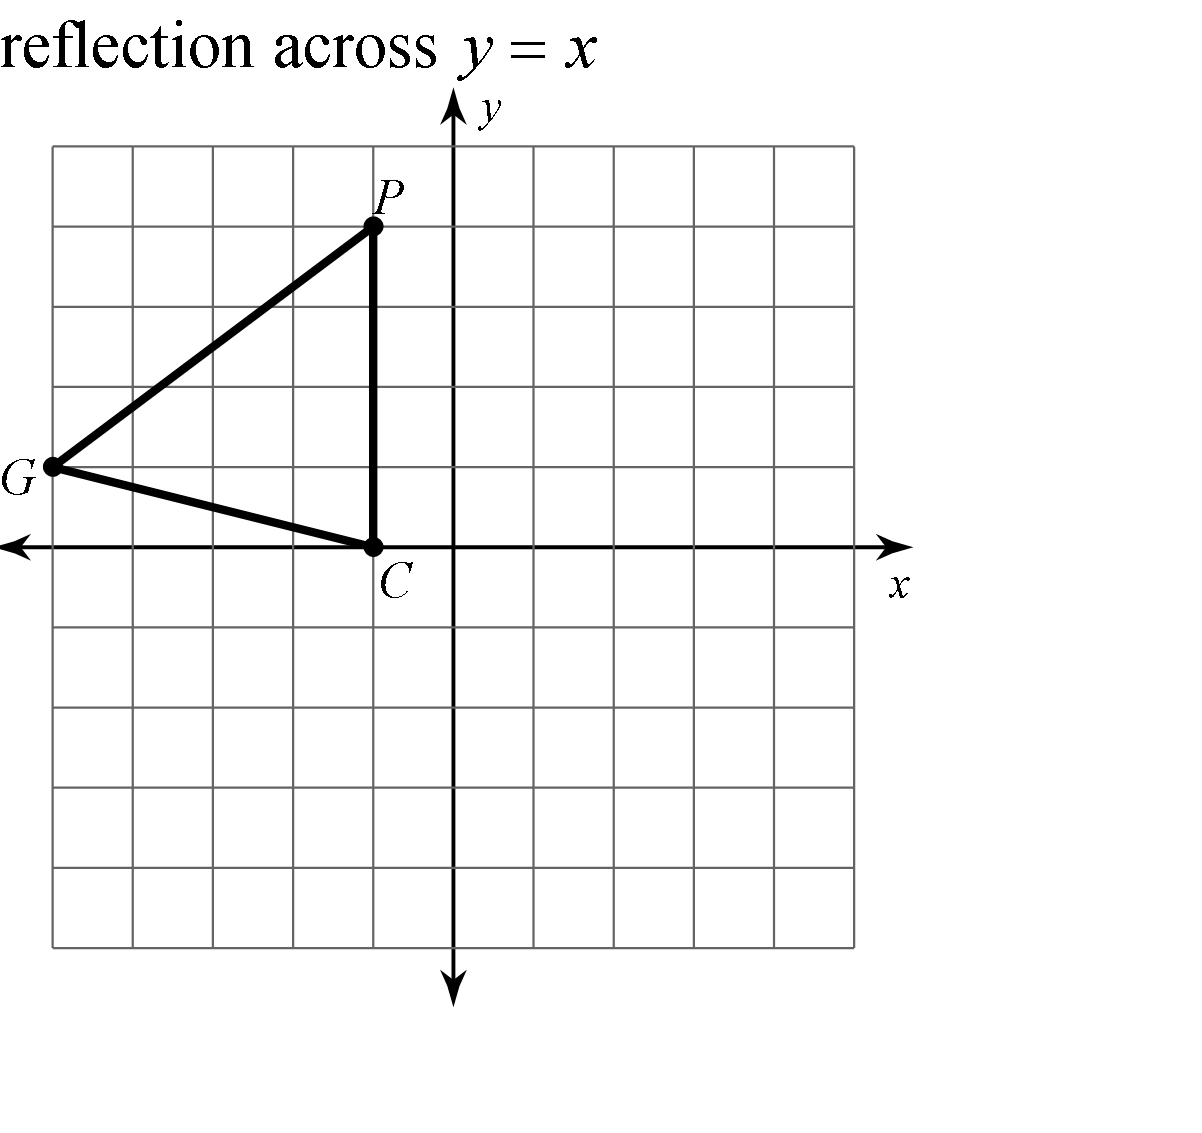 reflection across y = x
y
P
G
C
x